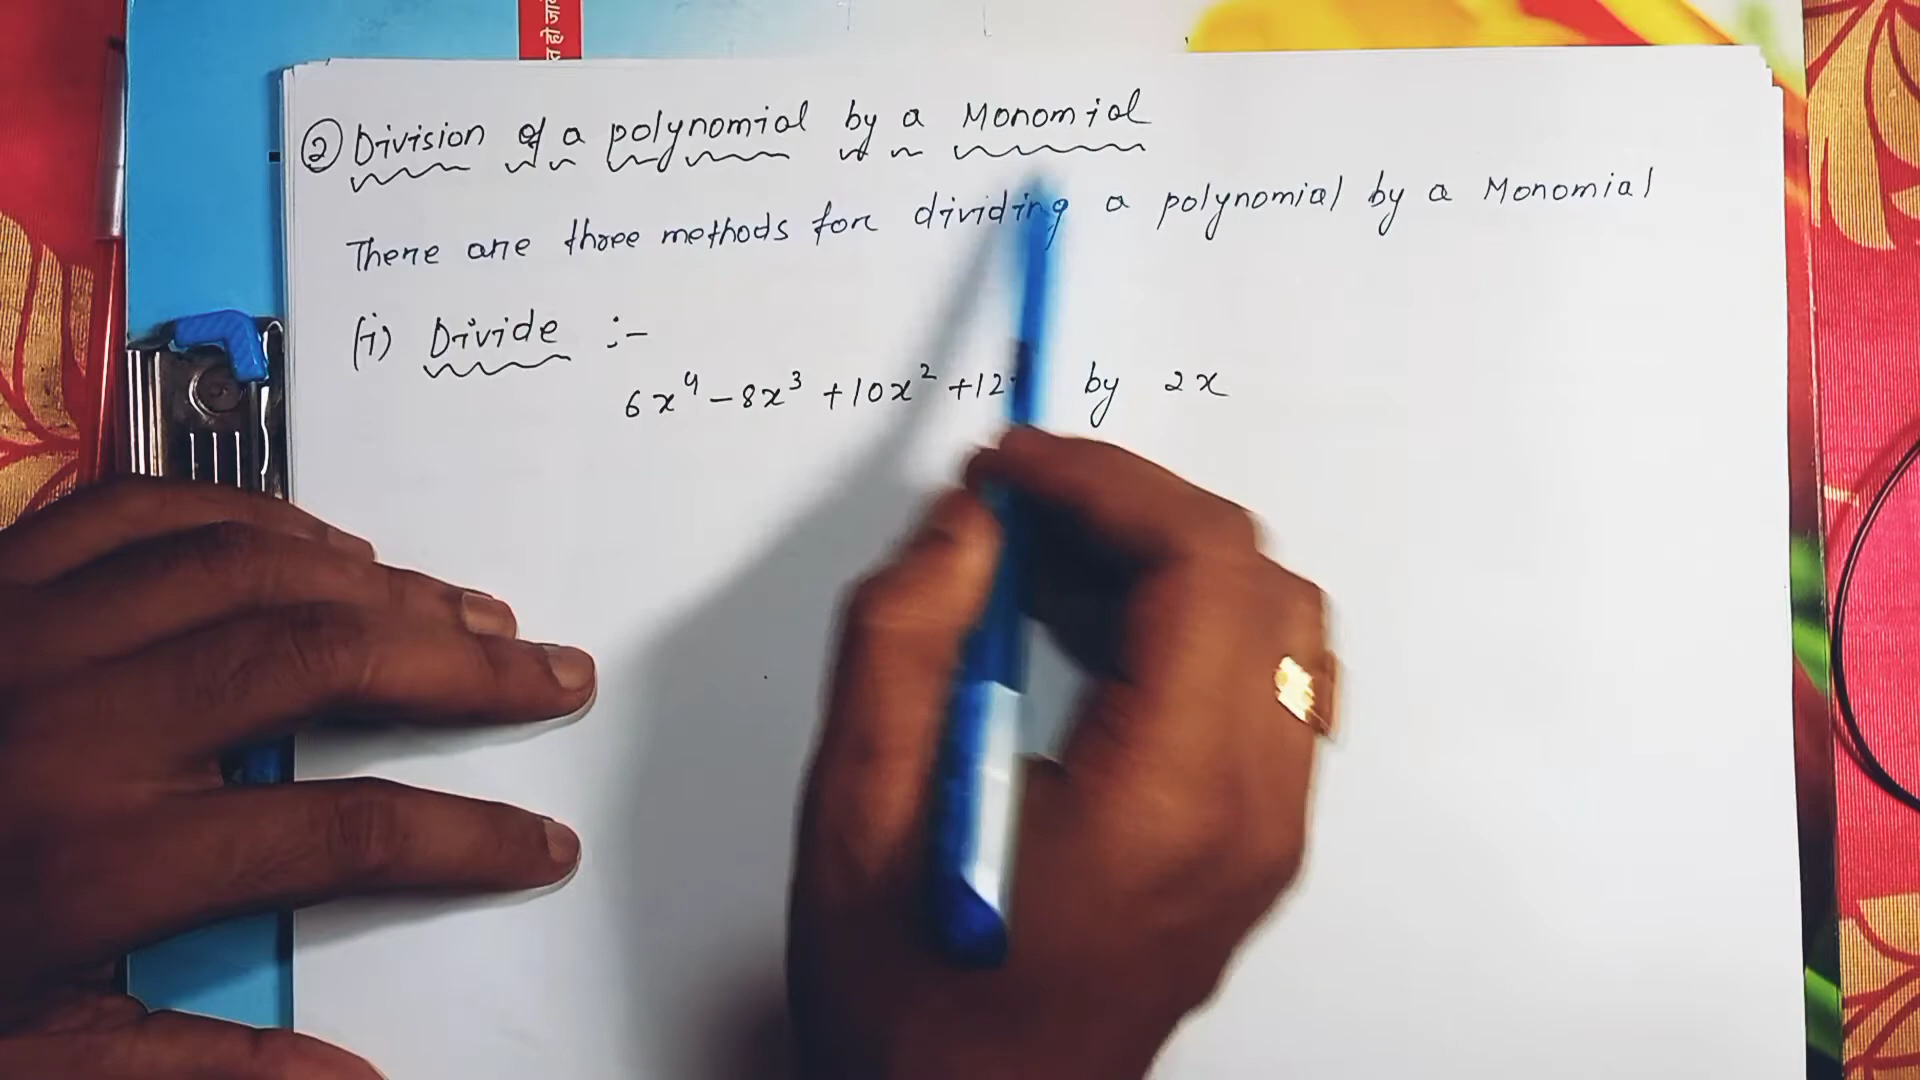 ② Division of a polynomial by a Monomial
There are three methods for dividing a polynomial by a Monomial
(i) Divide :-
6x⁴ - 8x³ + 10x² + 12 by 2x